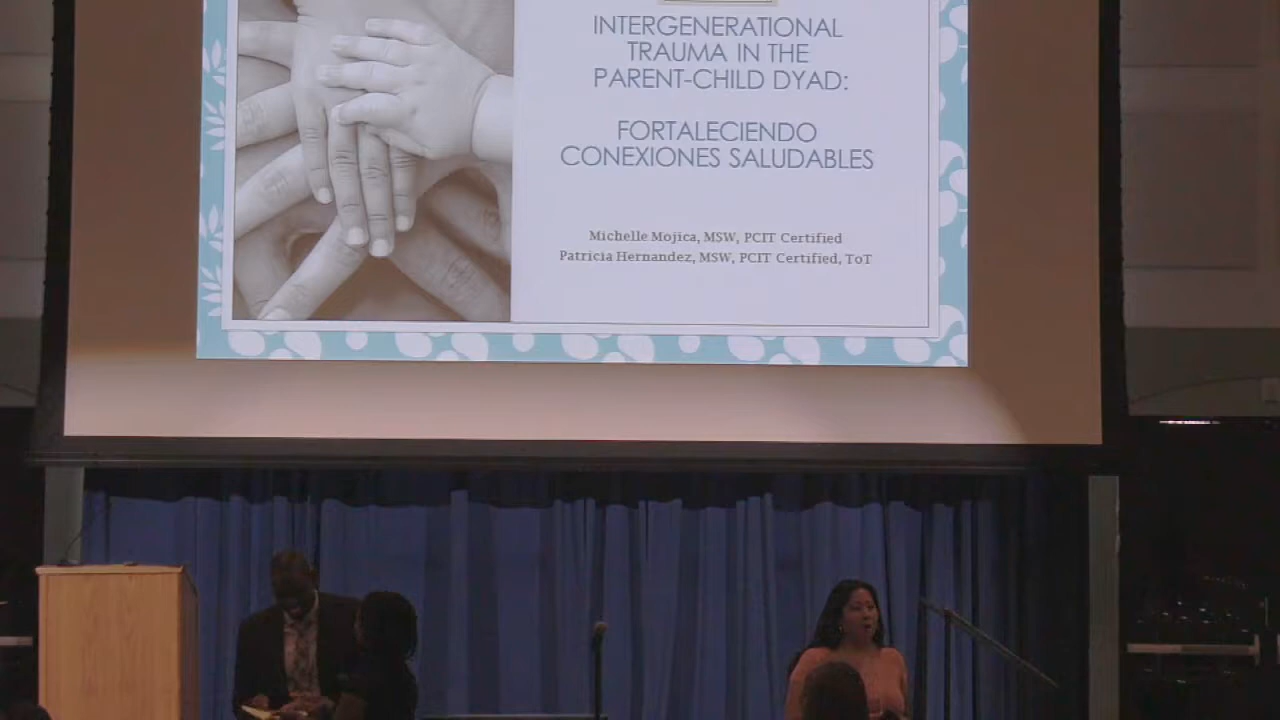 INTERGENERATIONAL
TRAUMA IN THE
PARENT-CHILD DYAD:
FORTALECIENDO
CONEXIONES SALUDABLES
Michelle Mojica, MSW, PCIT Certified
Patricia Hernandez, MSW, PCIT Certified, ToT